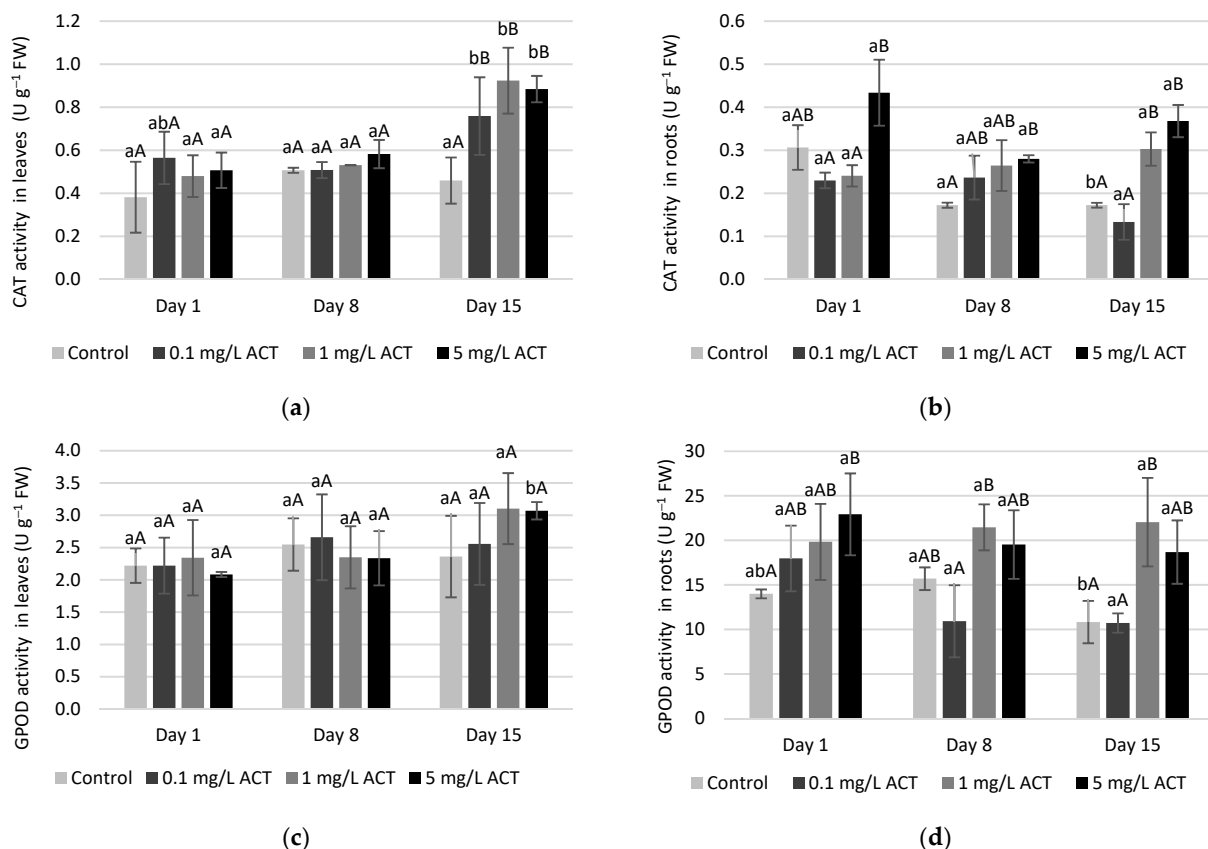 CAT activity in leaves (U g⁻¹ FW)
1.2
1.0
0.8
0.6
0.4
0.2
0.0
aA abA aA aA
aA aA aA aA
aA bB bB bB
Day 1 Day 8 Day 15
Control 0.1 mg/L ACT 1 mg/L ACT 5 mg/L ACT
(a)
CAT activity in roots (U g⁻¹ FW)
0.6
0.5
0.4
0.3
0.2
0.1
0.0
aAB aA aA aB
aA aAB aAB aB
bA aA aB aB
Day 1 Day 8 Day 15
Control 0.1 mg/L ACT 1 mg/L ACT 5 mg/L ACT
(b)
GPOD activity in leaves (U g⁻¹ FW)
4.0
3.5
3.0
2.5
2.0
1.5
1.0
0.5
0.0
aA aA aA aA
aA aA aA aA
aA aA aA bA
Day 1 Day 8 Day 15
Control 0.1 mg/L ACT 1 mg/L ACT 5 mg/L ACT
(c)
GPOD activity in roots (U g⁻¹ FW)
30
25
20
15
10
5
0
abA aAB aAB aB
aAB aA aB aAB
bA aA aB aAB
Day 1 Day 8 Day 15
Control 0.1 mg/L ACT 1 mg/L ACT 5 mg/L ACT
(d)